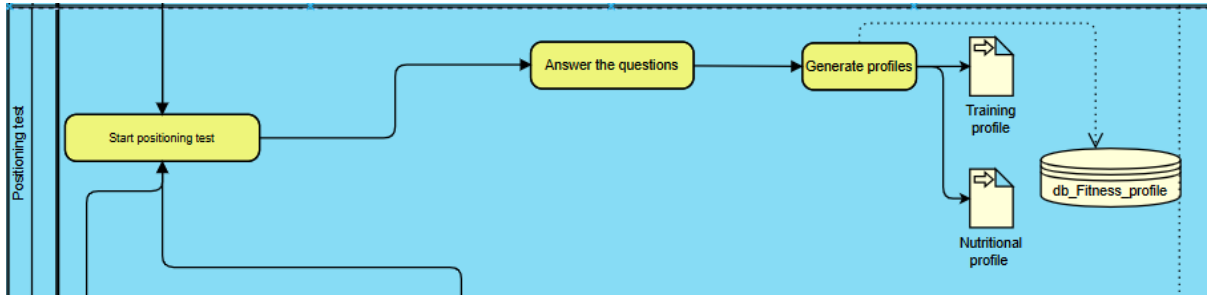 Positioning test
Start positioning test
Answer the questions
Generate profiles
Training
profile
Nutritional
profile
db_Fitness_profile